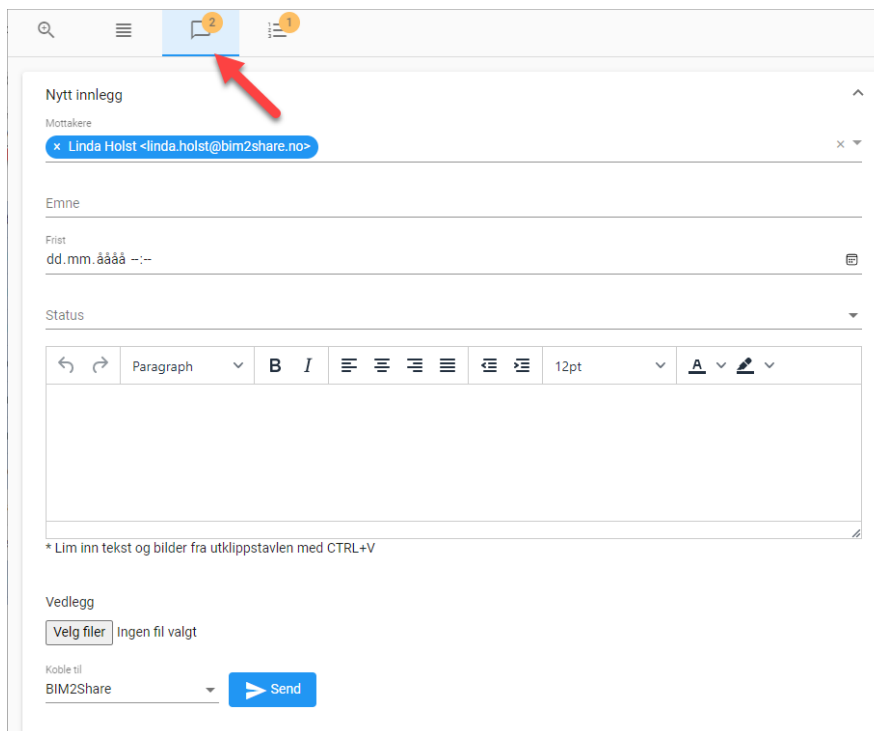 2
1
Nytt innlegg
Mottakere
× Linda Holst <linda.holst@bim2share.no>
Emne
Frist
dd.mm.åååå --:--
Status
Paragraph B I 12pt A
* Lim inn tekst og bilder fra utklippstavlen med CTRL+V
Vedlegg
Velg filer Ingen fil valgt
Koble til
BIM2Share Send